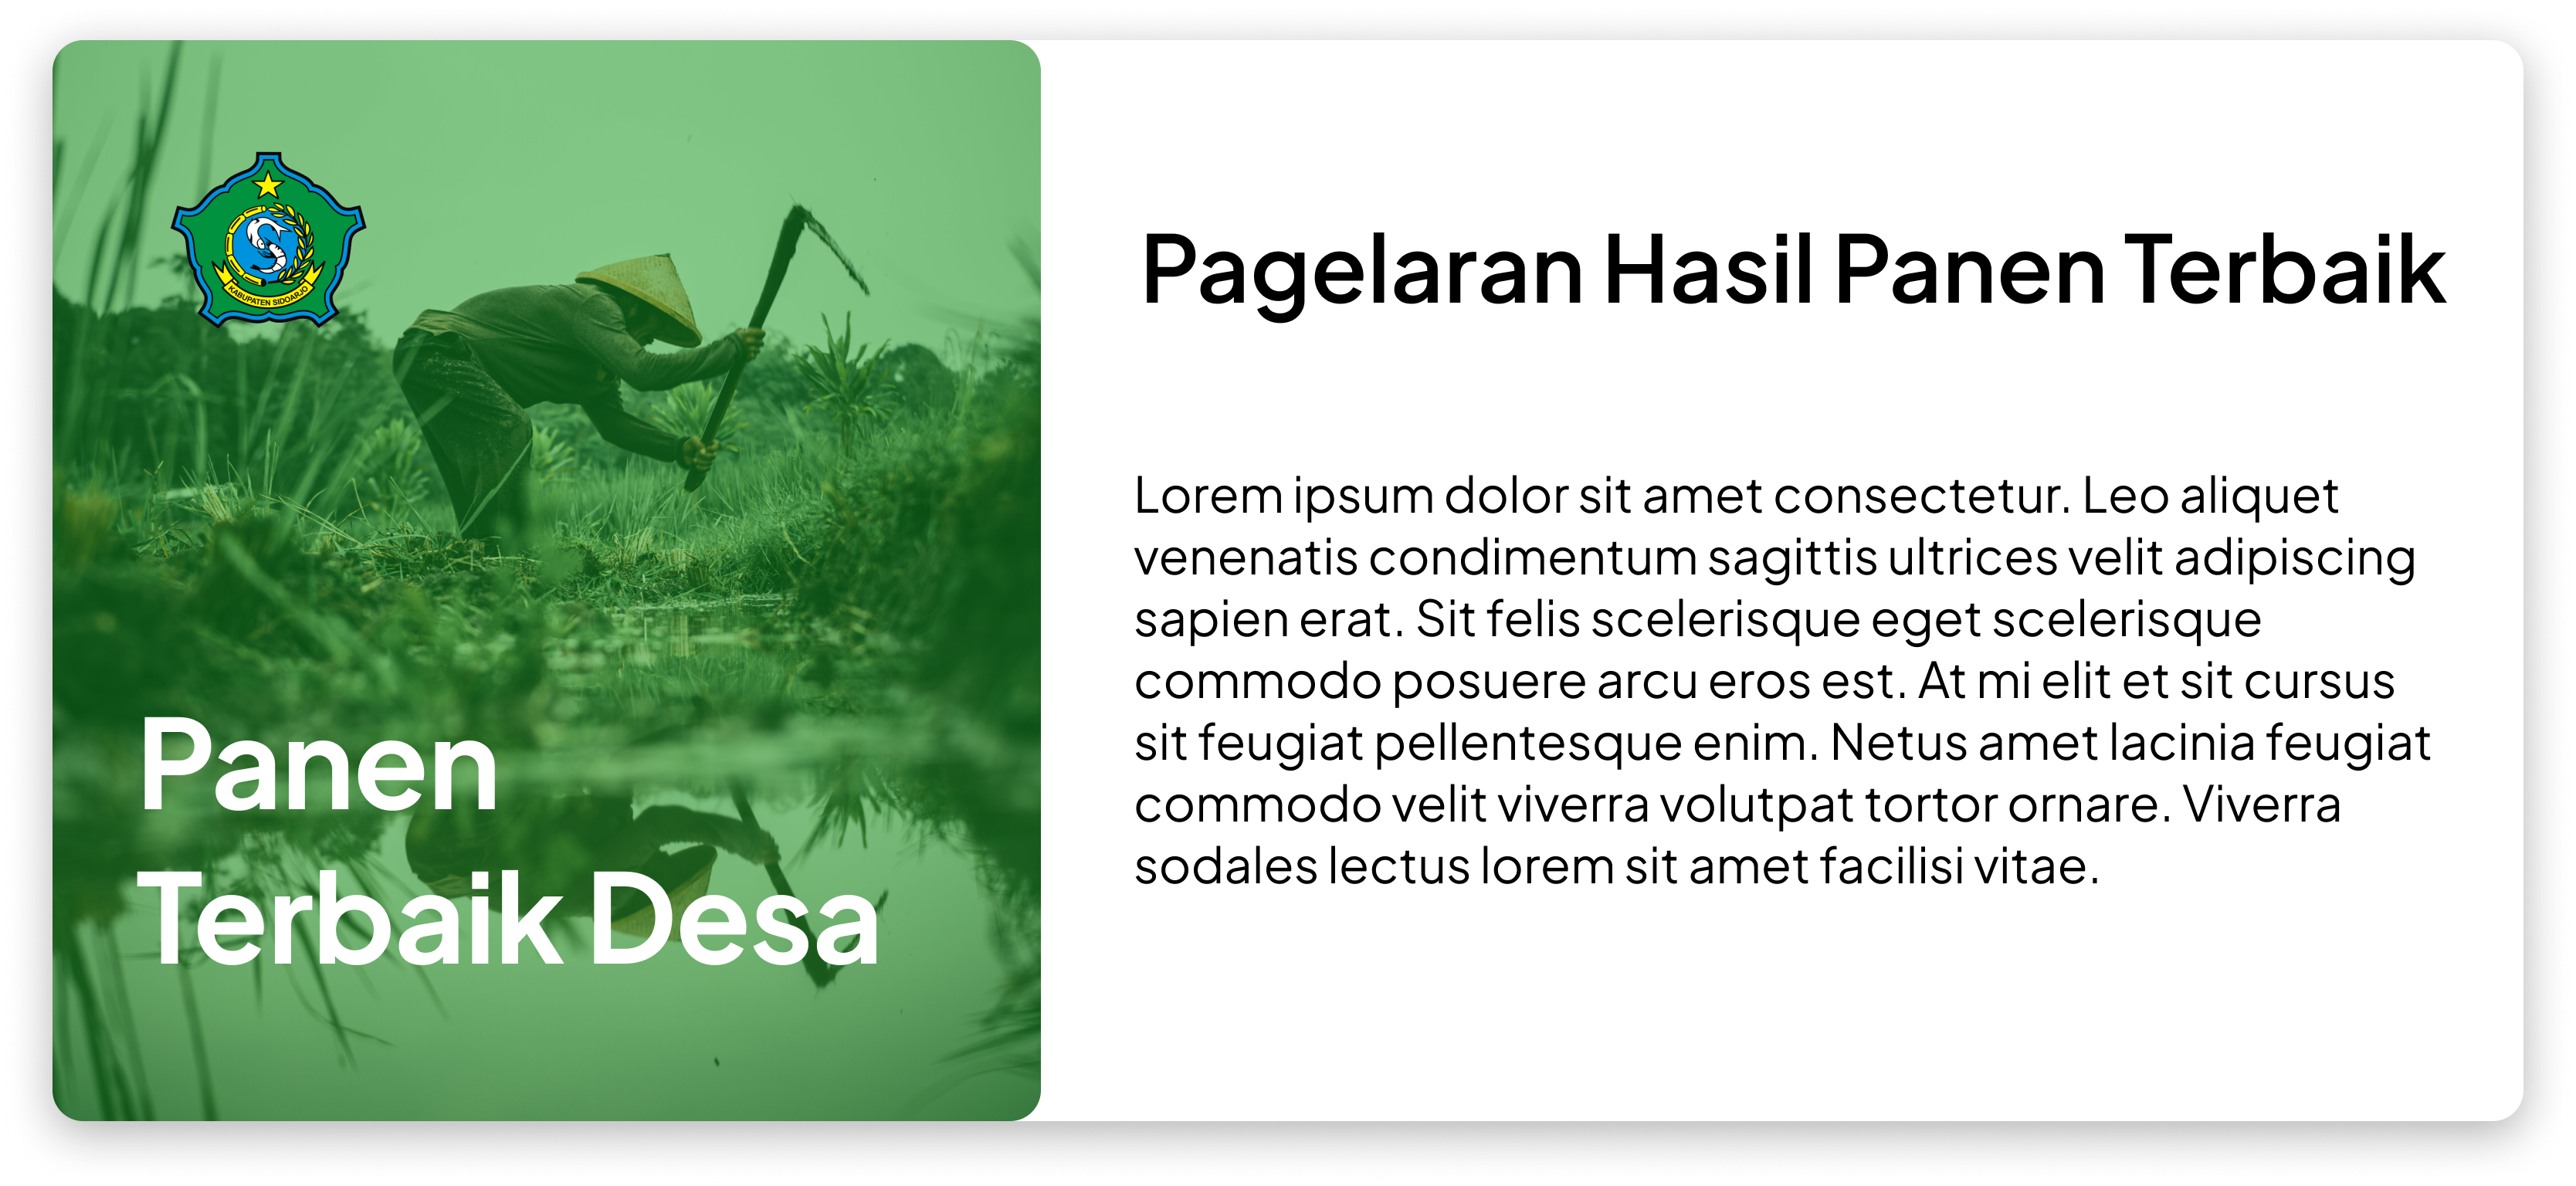 KABUPATEN SIDOARJO
Panen
Terbaik Desa
Pagelaran Hasil Panen Terbaik
Lorem ipsum dolor sit amet consectetur. Leo aliquet
venenatis condimentum sagittis ultrices velit adipiscing
sapien erat. Sit felis scelerisque eget scelerisque
commodo posuere arcu eros est. At mi elit et sit cursus
sit feugiat pellentesque enim. Netus amet lacinia feugiat
commodo velit viverra volutpat tortor ornare. Viverra
sodales lectus lorem sit amet facilisi vitae.